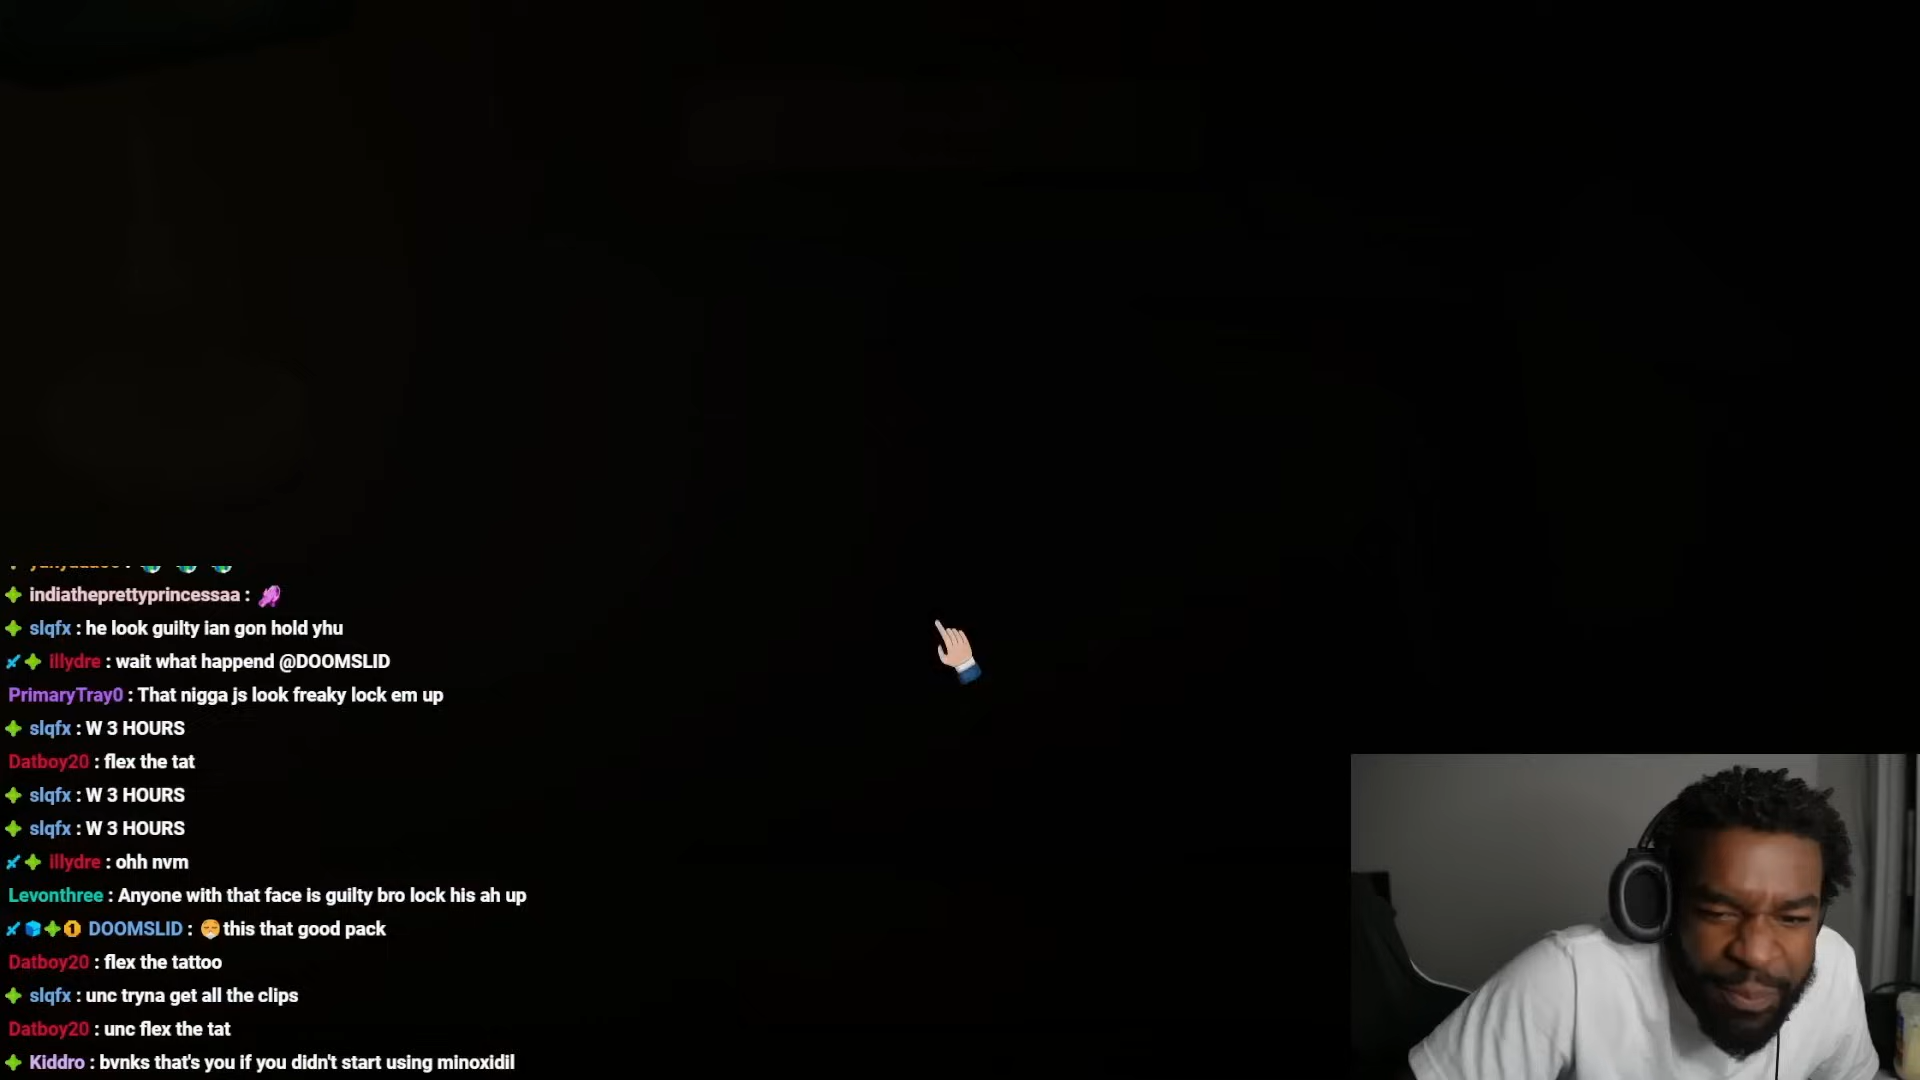 indiatheprettyprincessaa :
slqfx : he look guilty ian gon hold yhu
illydre : wait what happend @DOOMSLID
PrimaryTray0 : That nigga js look freaky lock em up
slqfx : W 3 HOURS
Datboy20 : flex the tat
slqfx : W 3 HOURS
slqfx : W 3 HOURS
illydre : ohh nvm
Levonthree : Anyone with that face is guilty bro lock his ah up
1 DOOMSLID : this that good pack
Datboy20 : flex the tattoo
slqfx : unc tryna get all the clips
Datboy20 : unc flex the tat
Kiddro : bvnks that's you if you didn't start using minoxidil